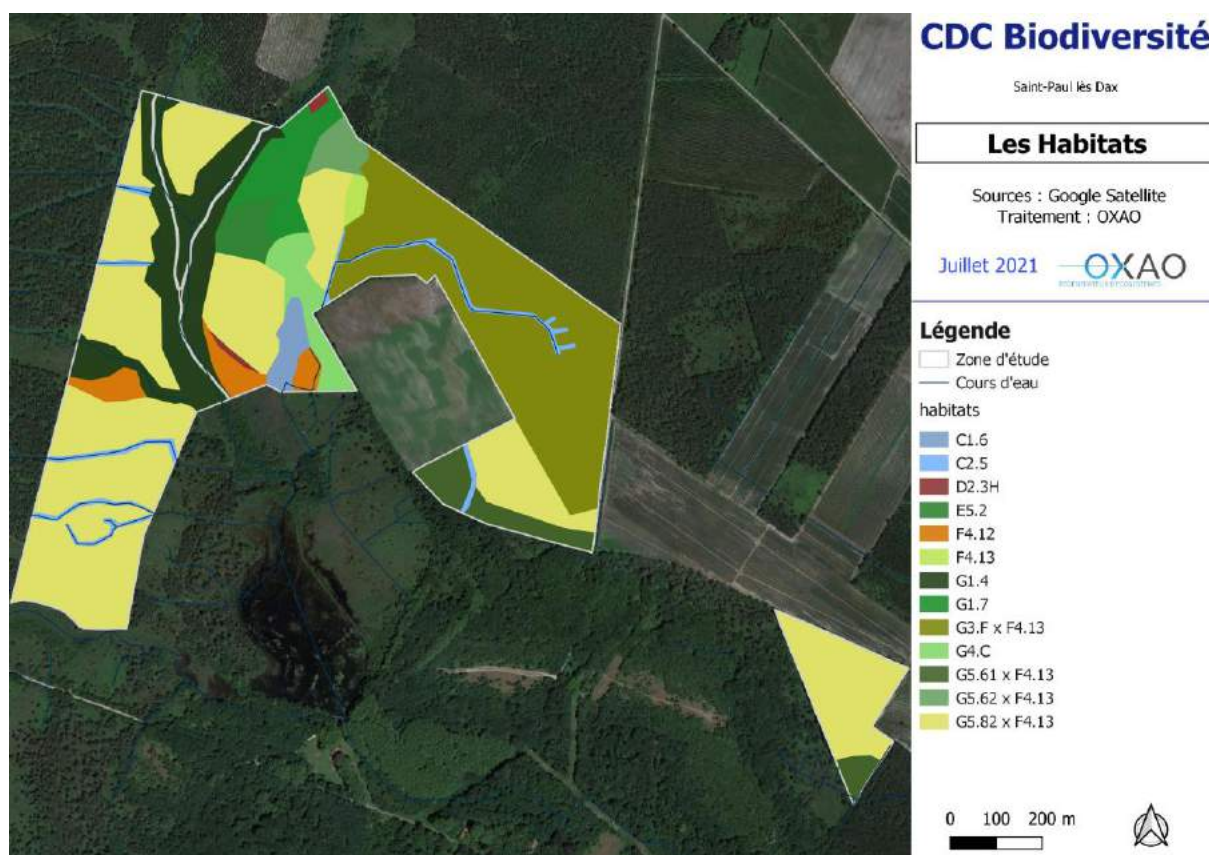 CDC Biodiversité
Saint-Paul lès Dax
Les Habitats
Sources : Google Satellite
Traitement : OXAO
Juillet 2021
OXAO
Légende
Zone d'étude
Cours d'eau
habitats
C1.6
C2.5
D2.3H
E5.2
F4.12
F4.13
G1.4
G1.7
G3.F x F4.13
G4.C
G5.61 x F4.13
G5.62 x F4.13
G5.82 x F4.13
0 100 200 m